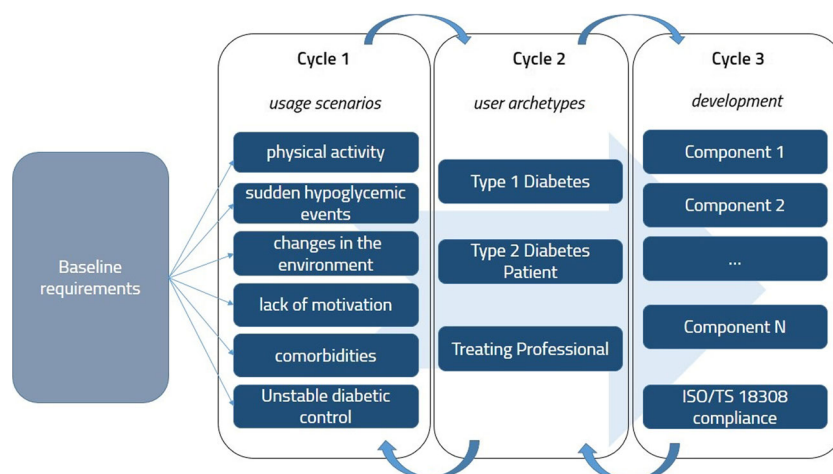 Baseline
requirements
Cycle 1
usage scenarios
physical activity
sudden hypoglycemic
events
changes in the
environment
lack of motivation
comorbidities
Unstable diabetic
control
Cycle 2
user archetypes
Type 1 Diabetes
Type 2 Diabetes
Patient
Treating Professional
Cycle 3
development
Component 1
Component 2
...
Component N
ISO/TS 18308
compliance